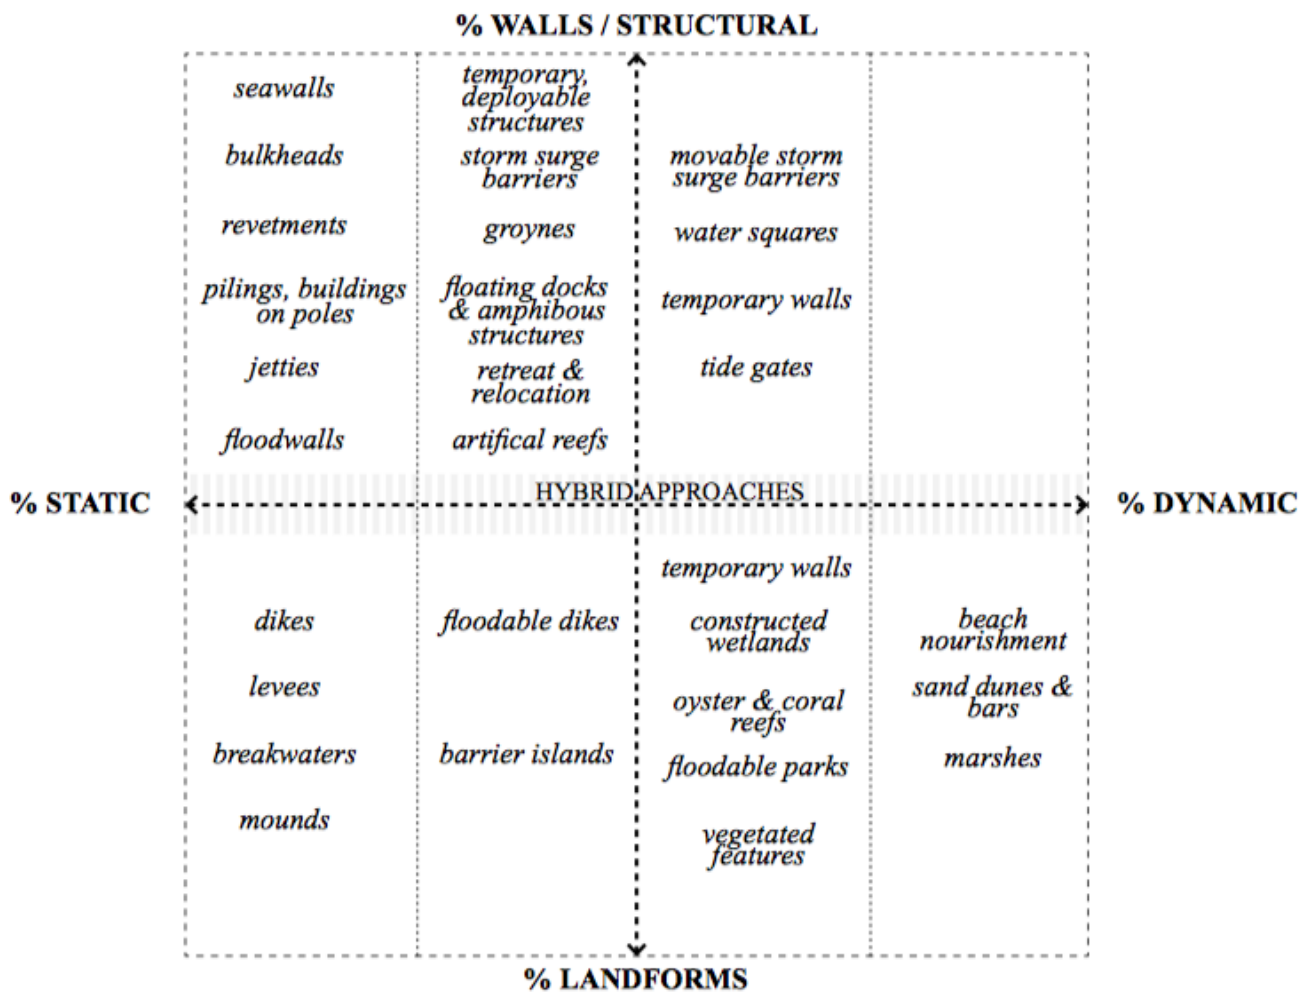 % WALLS / STRUCTURAL
seawalls
bulkheads
revetments
pilings, buildings
on poles
jetties
floodwalls
temporary,
deployable
structures
storm surge
barriers
groynes
floating docks
& amphibous
structures
retreat &
relocation
artifical reefs
movable storm
surge barriers
water squares
temporary walls
tide gates
% STATIC
HYBRID APPROACHES
% DYNAMIC
dikes
levees
breakwaters
mounds
floodable dikes
barrier islands
temporary walls
constructed
wetlands
oyster & coral
reefs
floodable parks
vegetated
features
beach
nourishment
sand dunes &
bars
marshes
% LANDFORMS